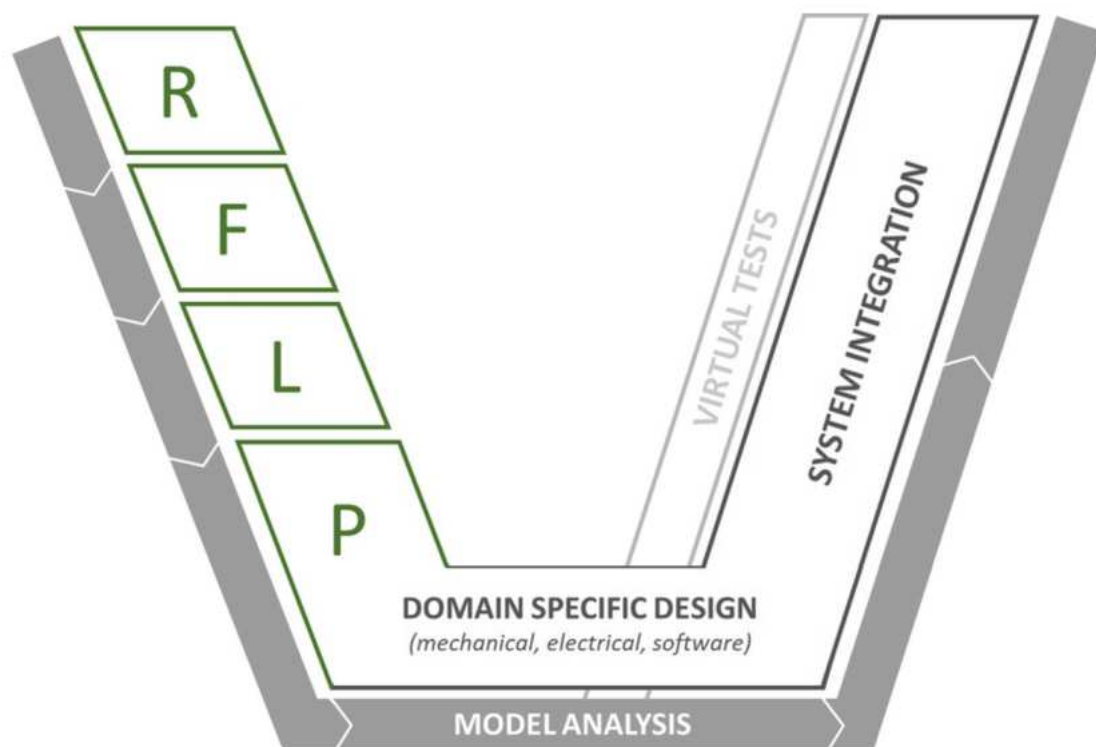 R
F
L
P
VIRTUAL TESTS
SYSTEM INTEGRATION
DOMAIN SPECIFIC DESIGN
(mechanical, electrical, software)
MODEL ANALYSIS